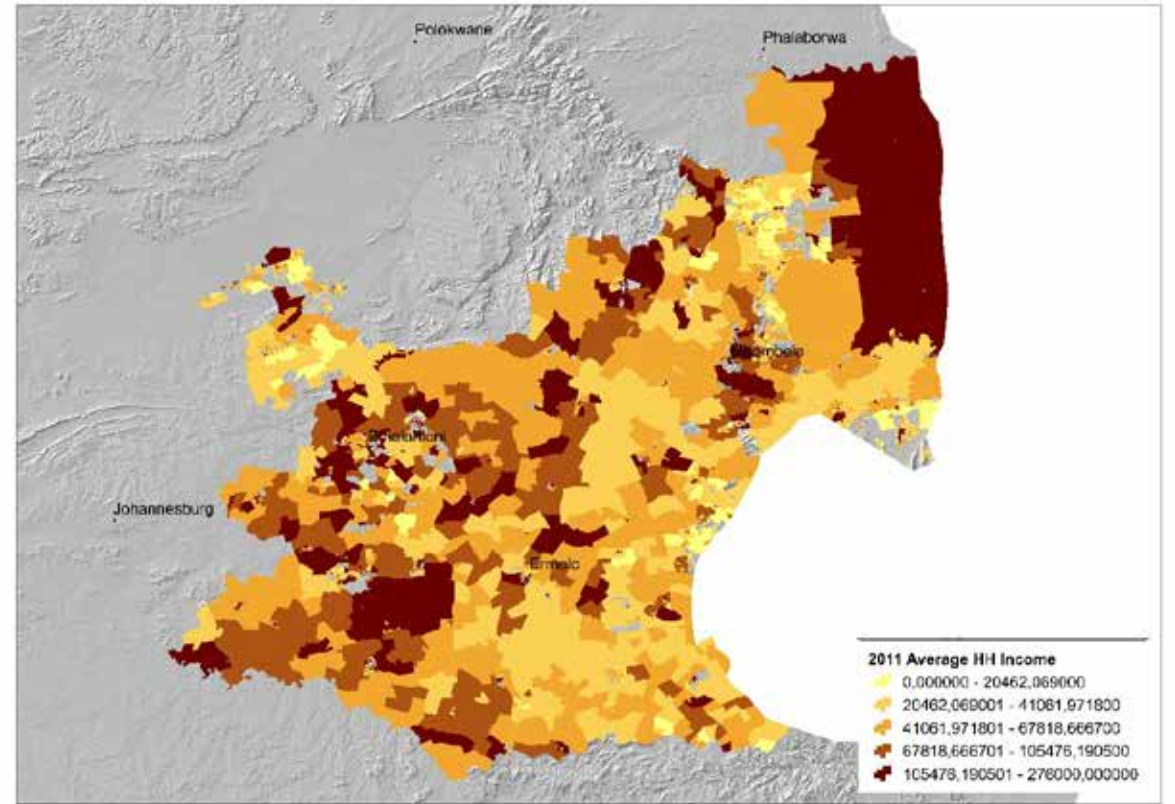 Polokwane
Phalaborwa
Johannesburg
Ermelo
2011 Average HH Income
0,000000 - 20462,069000
20462,069001 - 41061,971800
41061,971801 - 67818,666700
67818,666701 - 105476,190500
105476,190501 - 276000,000000